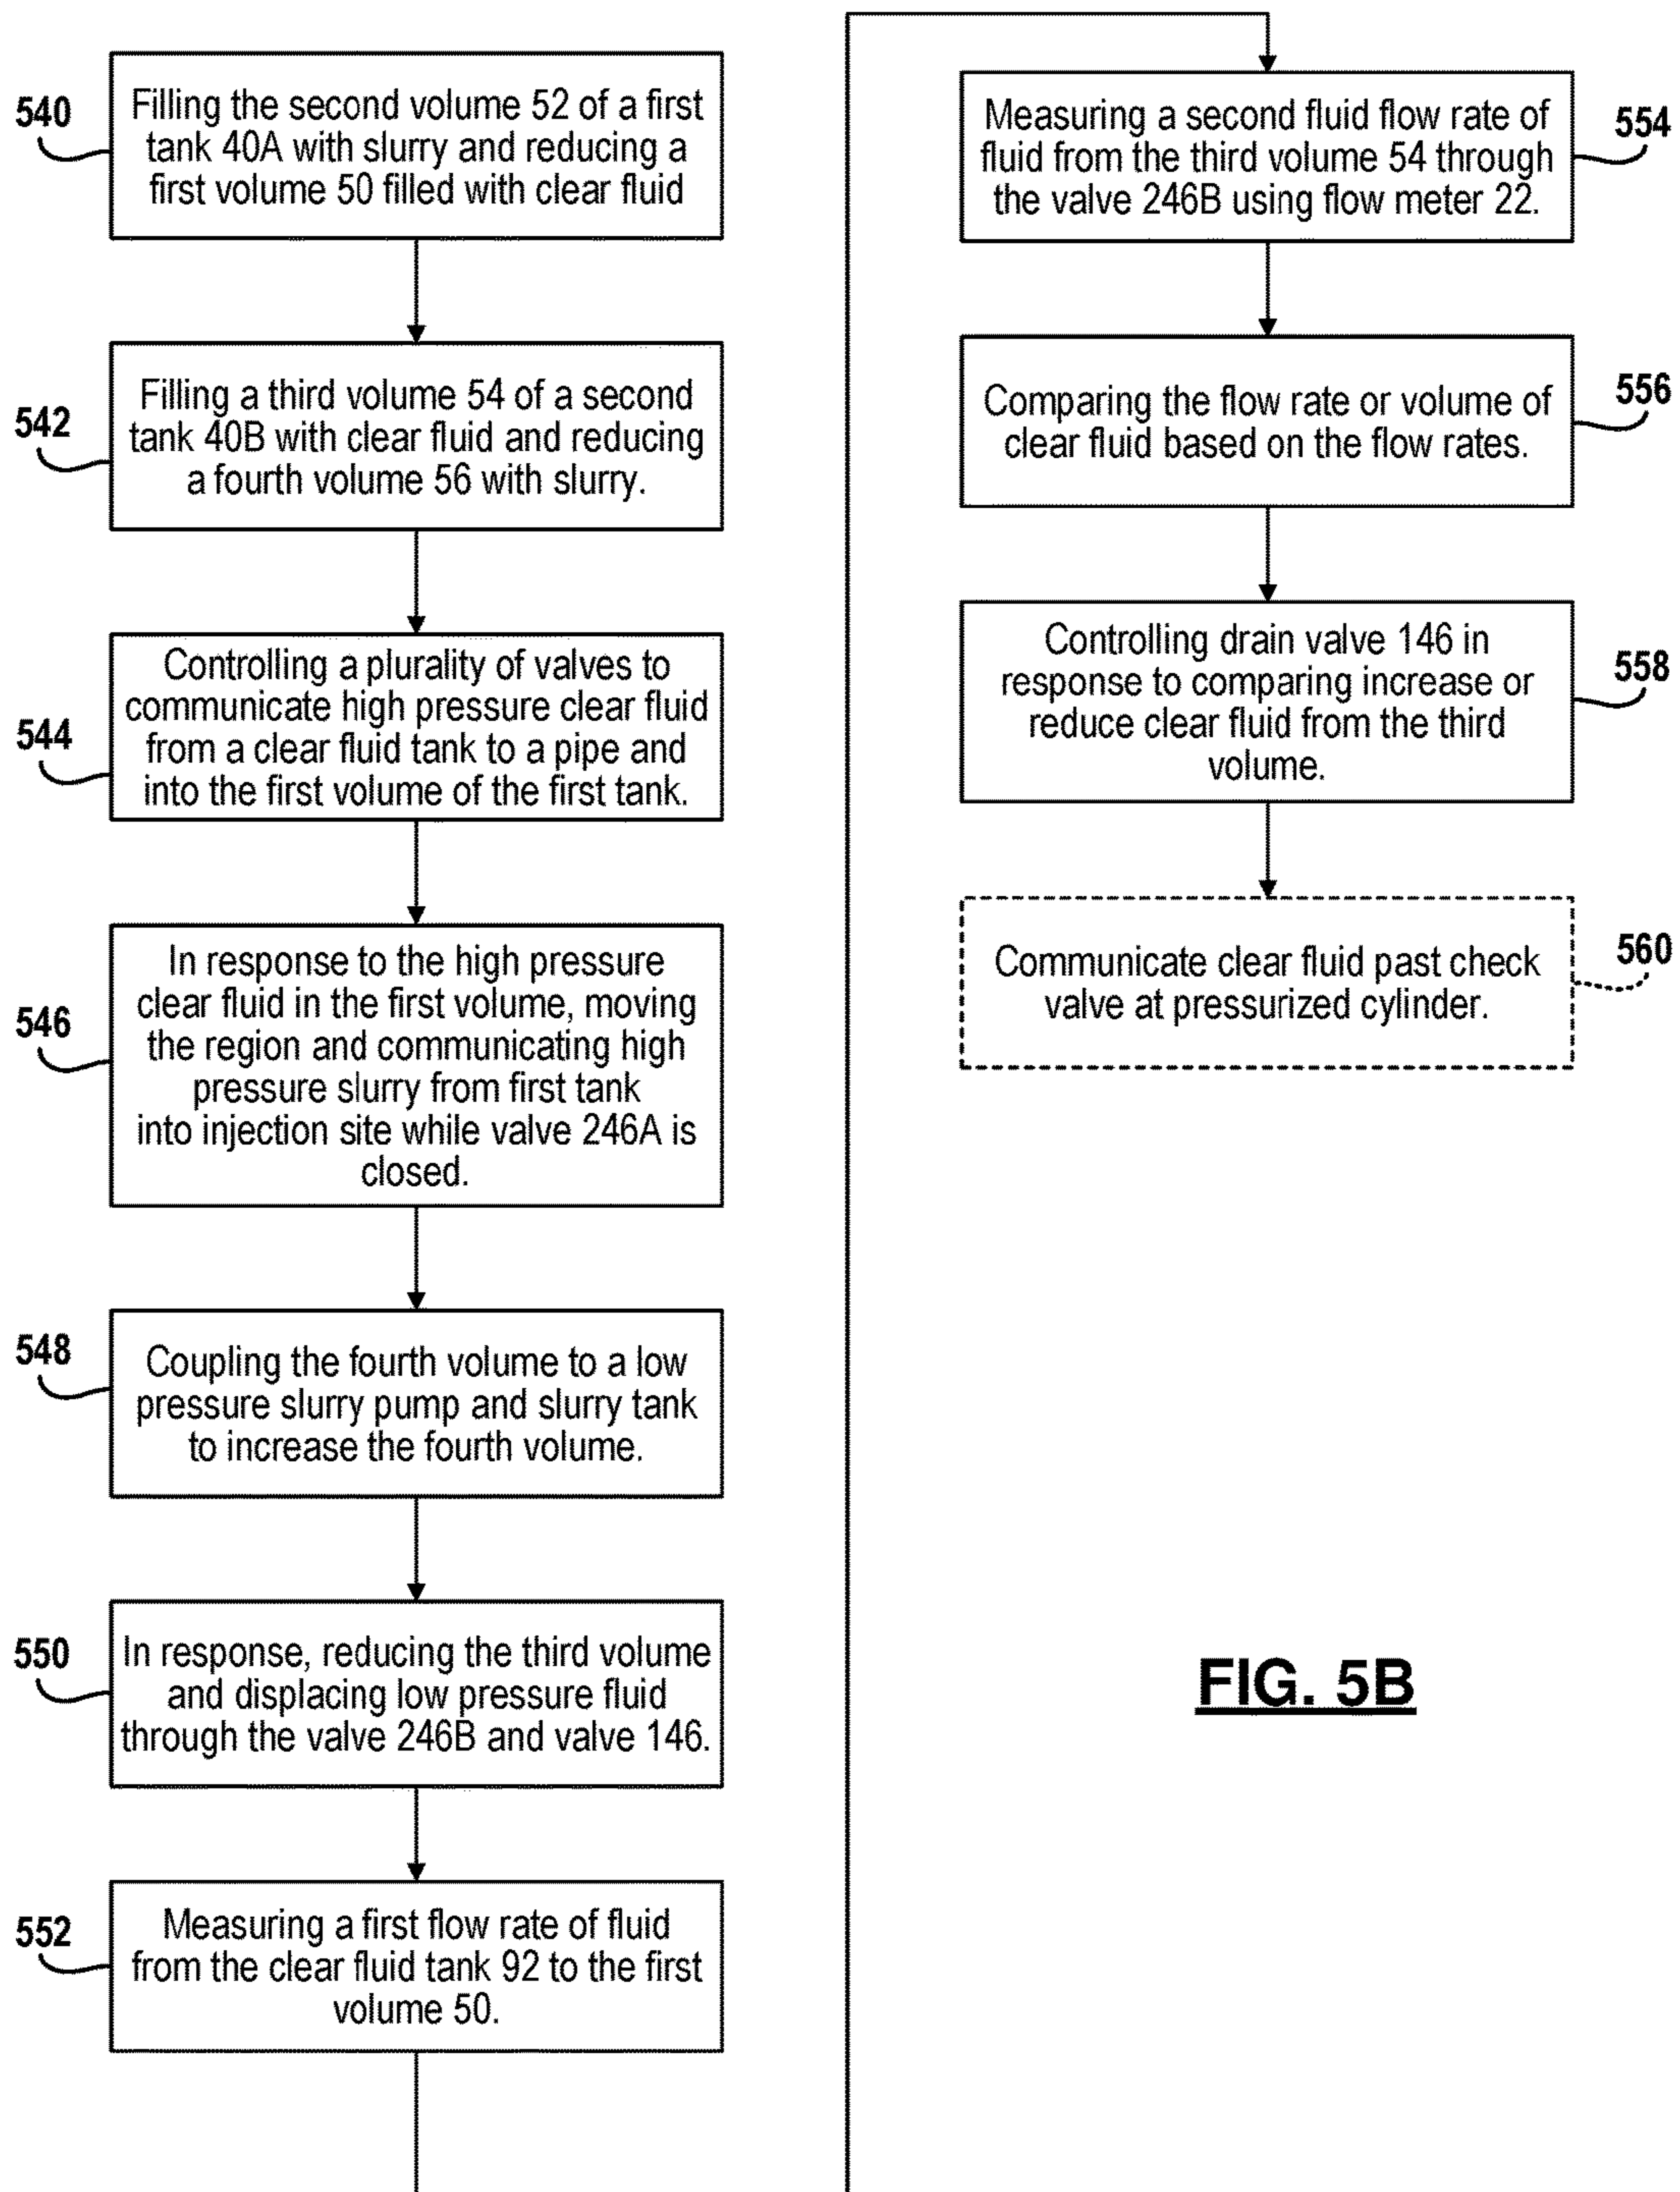 540
Filling the second volume 52 of a first
tank 40A with slurry and reducing a
first volume 50 filled with clear fluid
542
Filling a third volume 54 of a second
tank 40B with clear fluid and reducing
a fourth volume 56 with slurry.
544
Controlling a plurality of valves to
communicate high pressure clear fluid
from a clear fluid tank to a pipe and
into the first volume of the first tank.
546
In response to the high pressure
clear fluid in the first volume, moving
the region and communicating high
pressure slurry from first tank
into injection site while valve 246A is
closed.
548
Coupling the fourth volume to a low
pressure slurry pump and slurry tank
to increase the fourth volume.
550
In response, reducing the third volume
and displacing low pressure fluid
through the valve 246B and valve 146.
552
Measuring a first flow rate of fluid
from the clear fluid tank 92 to the first
volume 50.
554
Measuring a second fluid flow rate of
fluid from the third volume 54 through
the valve 246B using flow meter 22.
556
Comparing the flow rate or volume of
clear fluid based on the flow rates.
558
Controlling drain valve 146 in
response to comparing increase or
reduce clear fluid from the third
volume.
560
Communicate clear fluid past check
valve at pressurized cylinder.
FIG. 5B